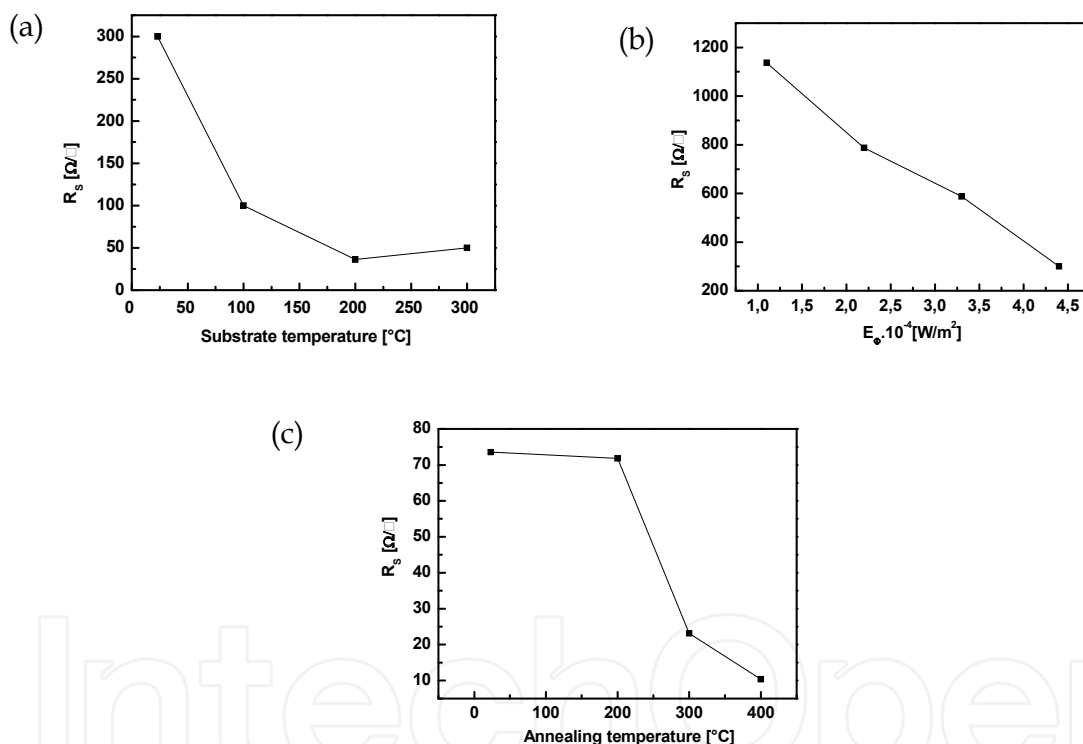 (a)
300
250
200
150
100
50
0
R_S [Ω/□]
0 50 100 150 200 250 300
Substrate temperature [°C]
(b)
1200
1000
800
600
400
200
R_S [Ω/□]
1,0 1,5 2,0 2,5 3,0 3,5 4,0 4,5
E_Φ.10^-4[W/m^2]
(c)
80
70
60
50
40
30
20
10
R_S [Ω/□]
0 100 200 300 400
Annealing temperature [°C]
IntechOpe